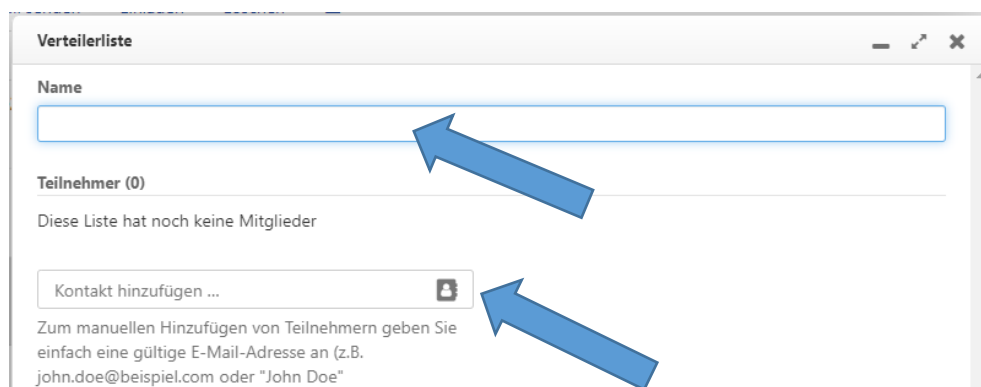 Verteilerliste
Name
Teilnehmer (0)
Diese Liste hat noch keine Mitglieder
Kontakt hinzufügen ...
Zum manuellen Hinzufügen von Teilnehmern geben Sie
einfach eine gültige E-Mail-Adresse an (z.B.
john.doe@beispiel.com oder "John Doe"